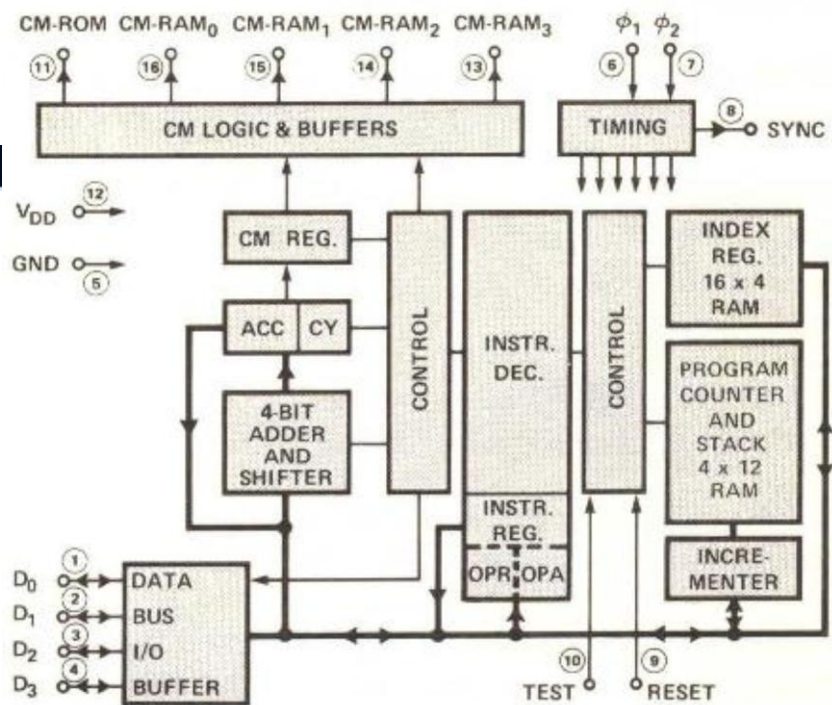 CM-ROM CM-RAM0 CM-RAM1 CM-RAM2 CM-RAM3 ϕ1 ϕ2
11 16 15 14 13 6 7
CM LOGIC & BUFFERS
TIMING
8 SYNC
VDD 12
GND 5
CM REG.
ACC CY
4-BIT
ADDER
AND
SHIFTER
CONTROL
INSTR.
DEC.
INSTR.
REG.
OPR OPA
CONTROL
INDEX
REG.
16 x 4
RAM
PROGRAM
COUNTER
AND
STACK
4 x 12
RAM
INCRE-
MENTER
D0 1 DATA
D1 2 BUS
D2 3 I/O
D3 4 BUFFER
10 9
TEST RESET